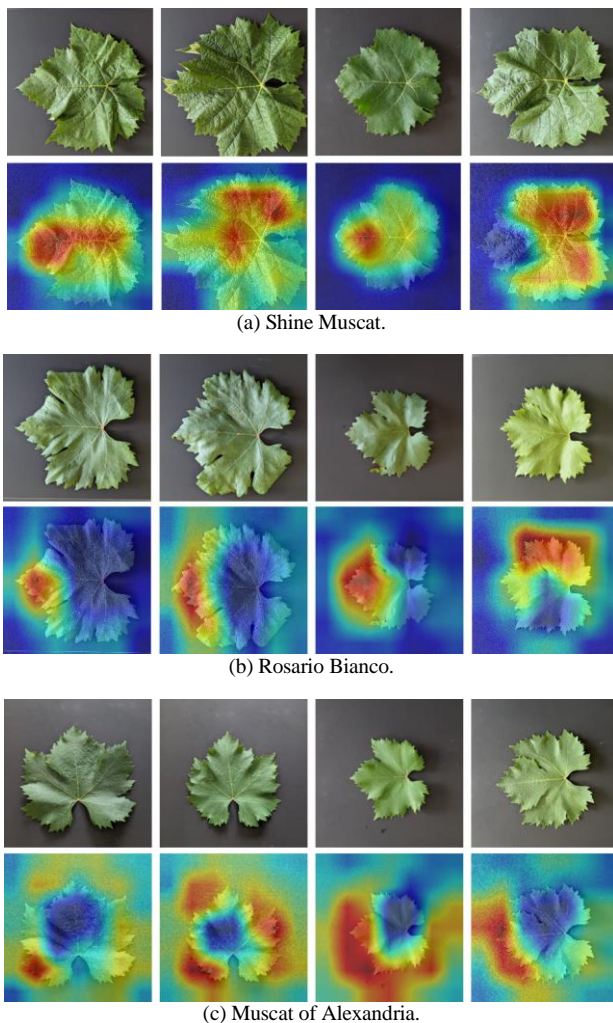 (a) Shine Muscat.
(b) Rosario Bianco.
(c) Muscat of Alexandria.